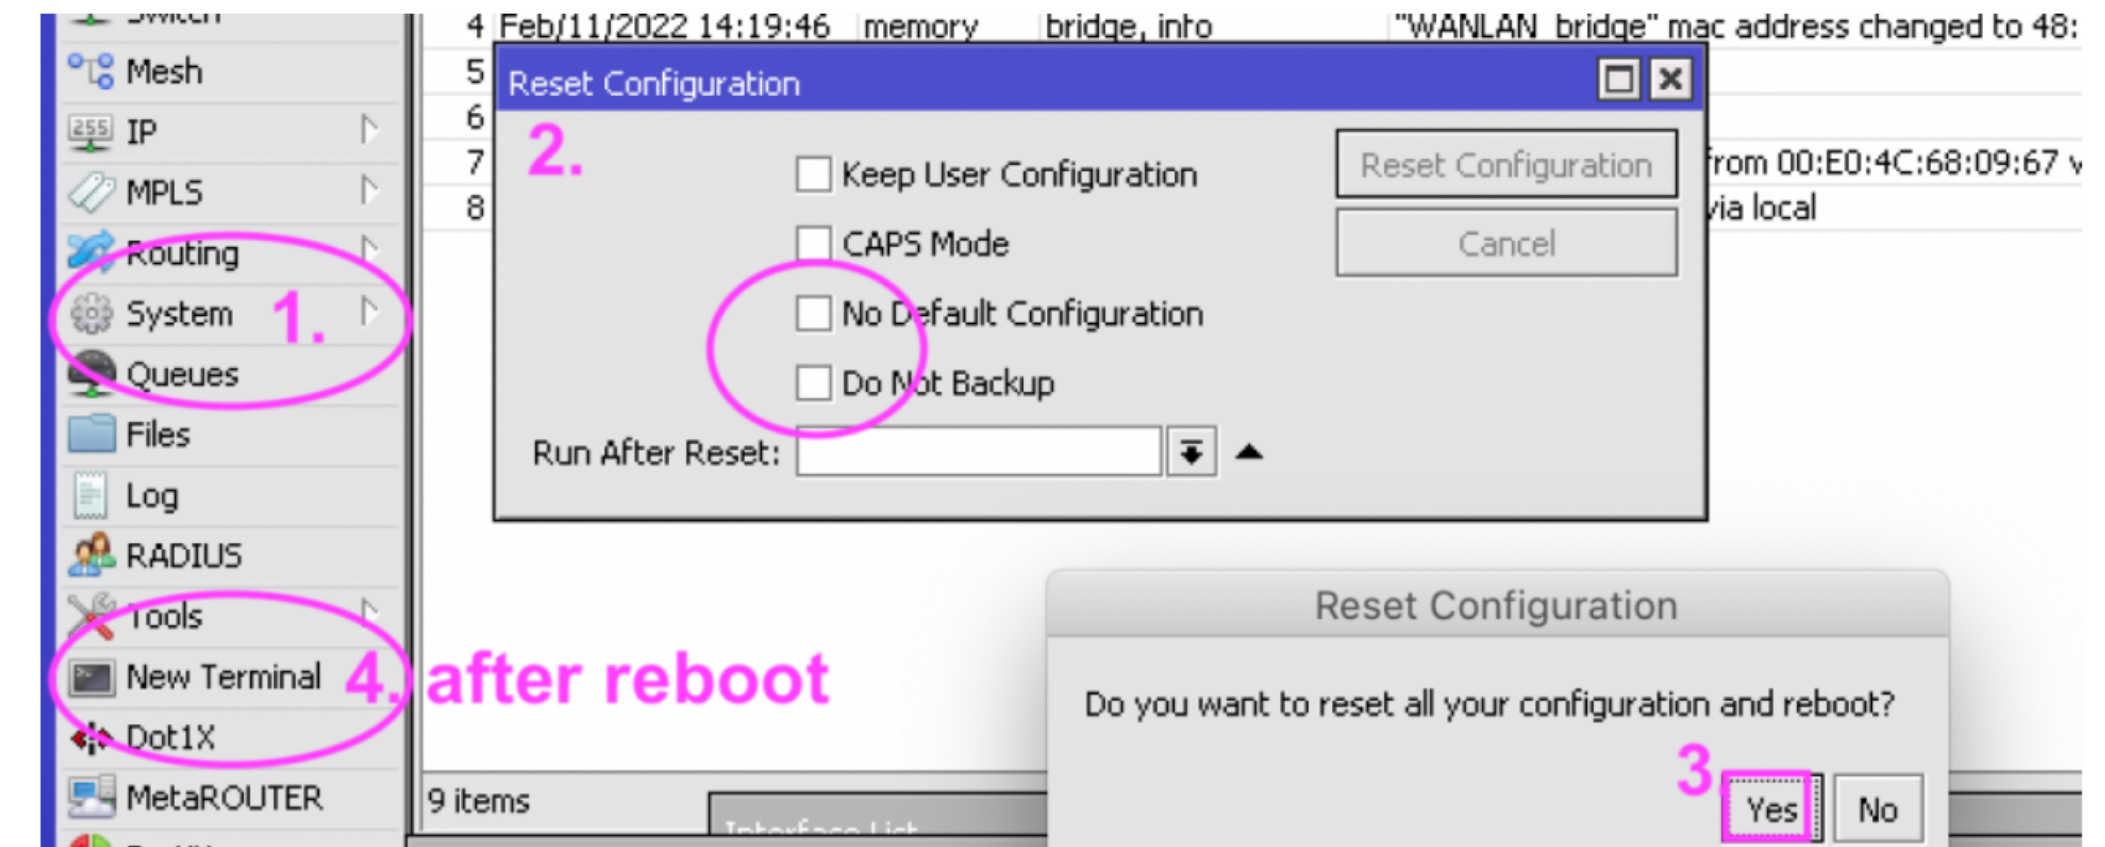 Switch
Mesh
IP
MPLS
Routing
System
Queues
Files
Log
RADIUS
Tools
New Terminal
Dot1X
MetaROUTER
1.
4. after reboot
4 Feb/11/2022 14:19:46 memory bridge, info "WANLAN_bridge" mac address changed to 48:
5
6
7 from 00:E0:4C:68:09:67 v
8 via local
Reset Configuration
2.
Keep User Configuration
CAPS Mode
No Default Configuration
Do Not Backup
Run After Reset:
Reset Configuration
Cancel
9 items
Interface List
Reset Configuration
Do you want to reset all your configuration and reboot?
3.
Yes
No